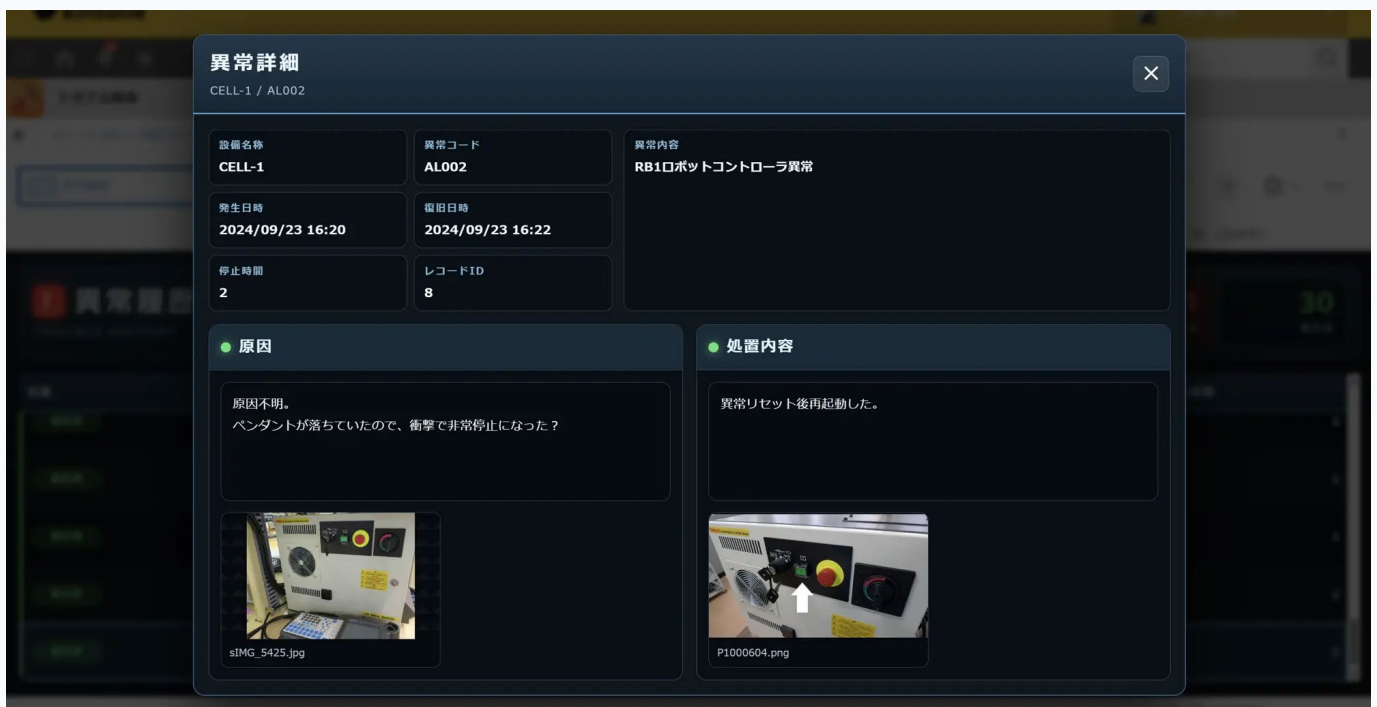 異常詳細
CELL-1 / AL002
設備名称
CELL-1
異常コード
AL002
異常内容
RB1ロボットコントローラ異常
発生日時
2024/09/23 16:20
復旧日時
2024/09/23 16:22
停止時間
2
レコードID
8
原因
原因不明。
ペンダントが落ちていたので、衝撃で非常停止になった？
sIMG_5425.jpg
処置内容
異常リセット後再起動した。
P1000604.png
異常履歴
30